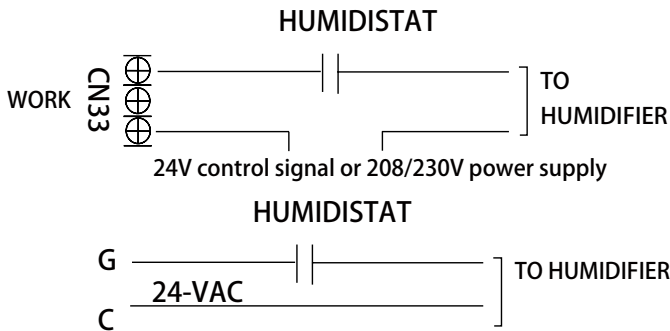 HUMIDISTAT
WORK
CN33
TO
HUMIDIFIER
24V control signal or 208/230V power supply
HUMIDISTAT
G
24-VAC
C
TO HUMIDIFIER